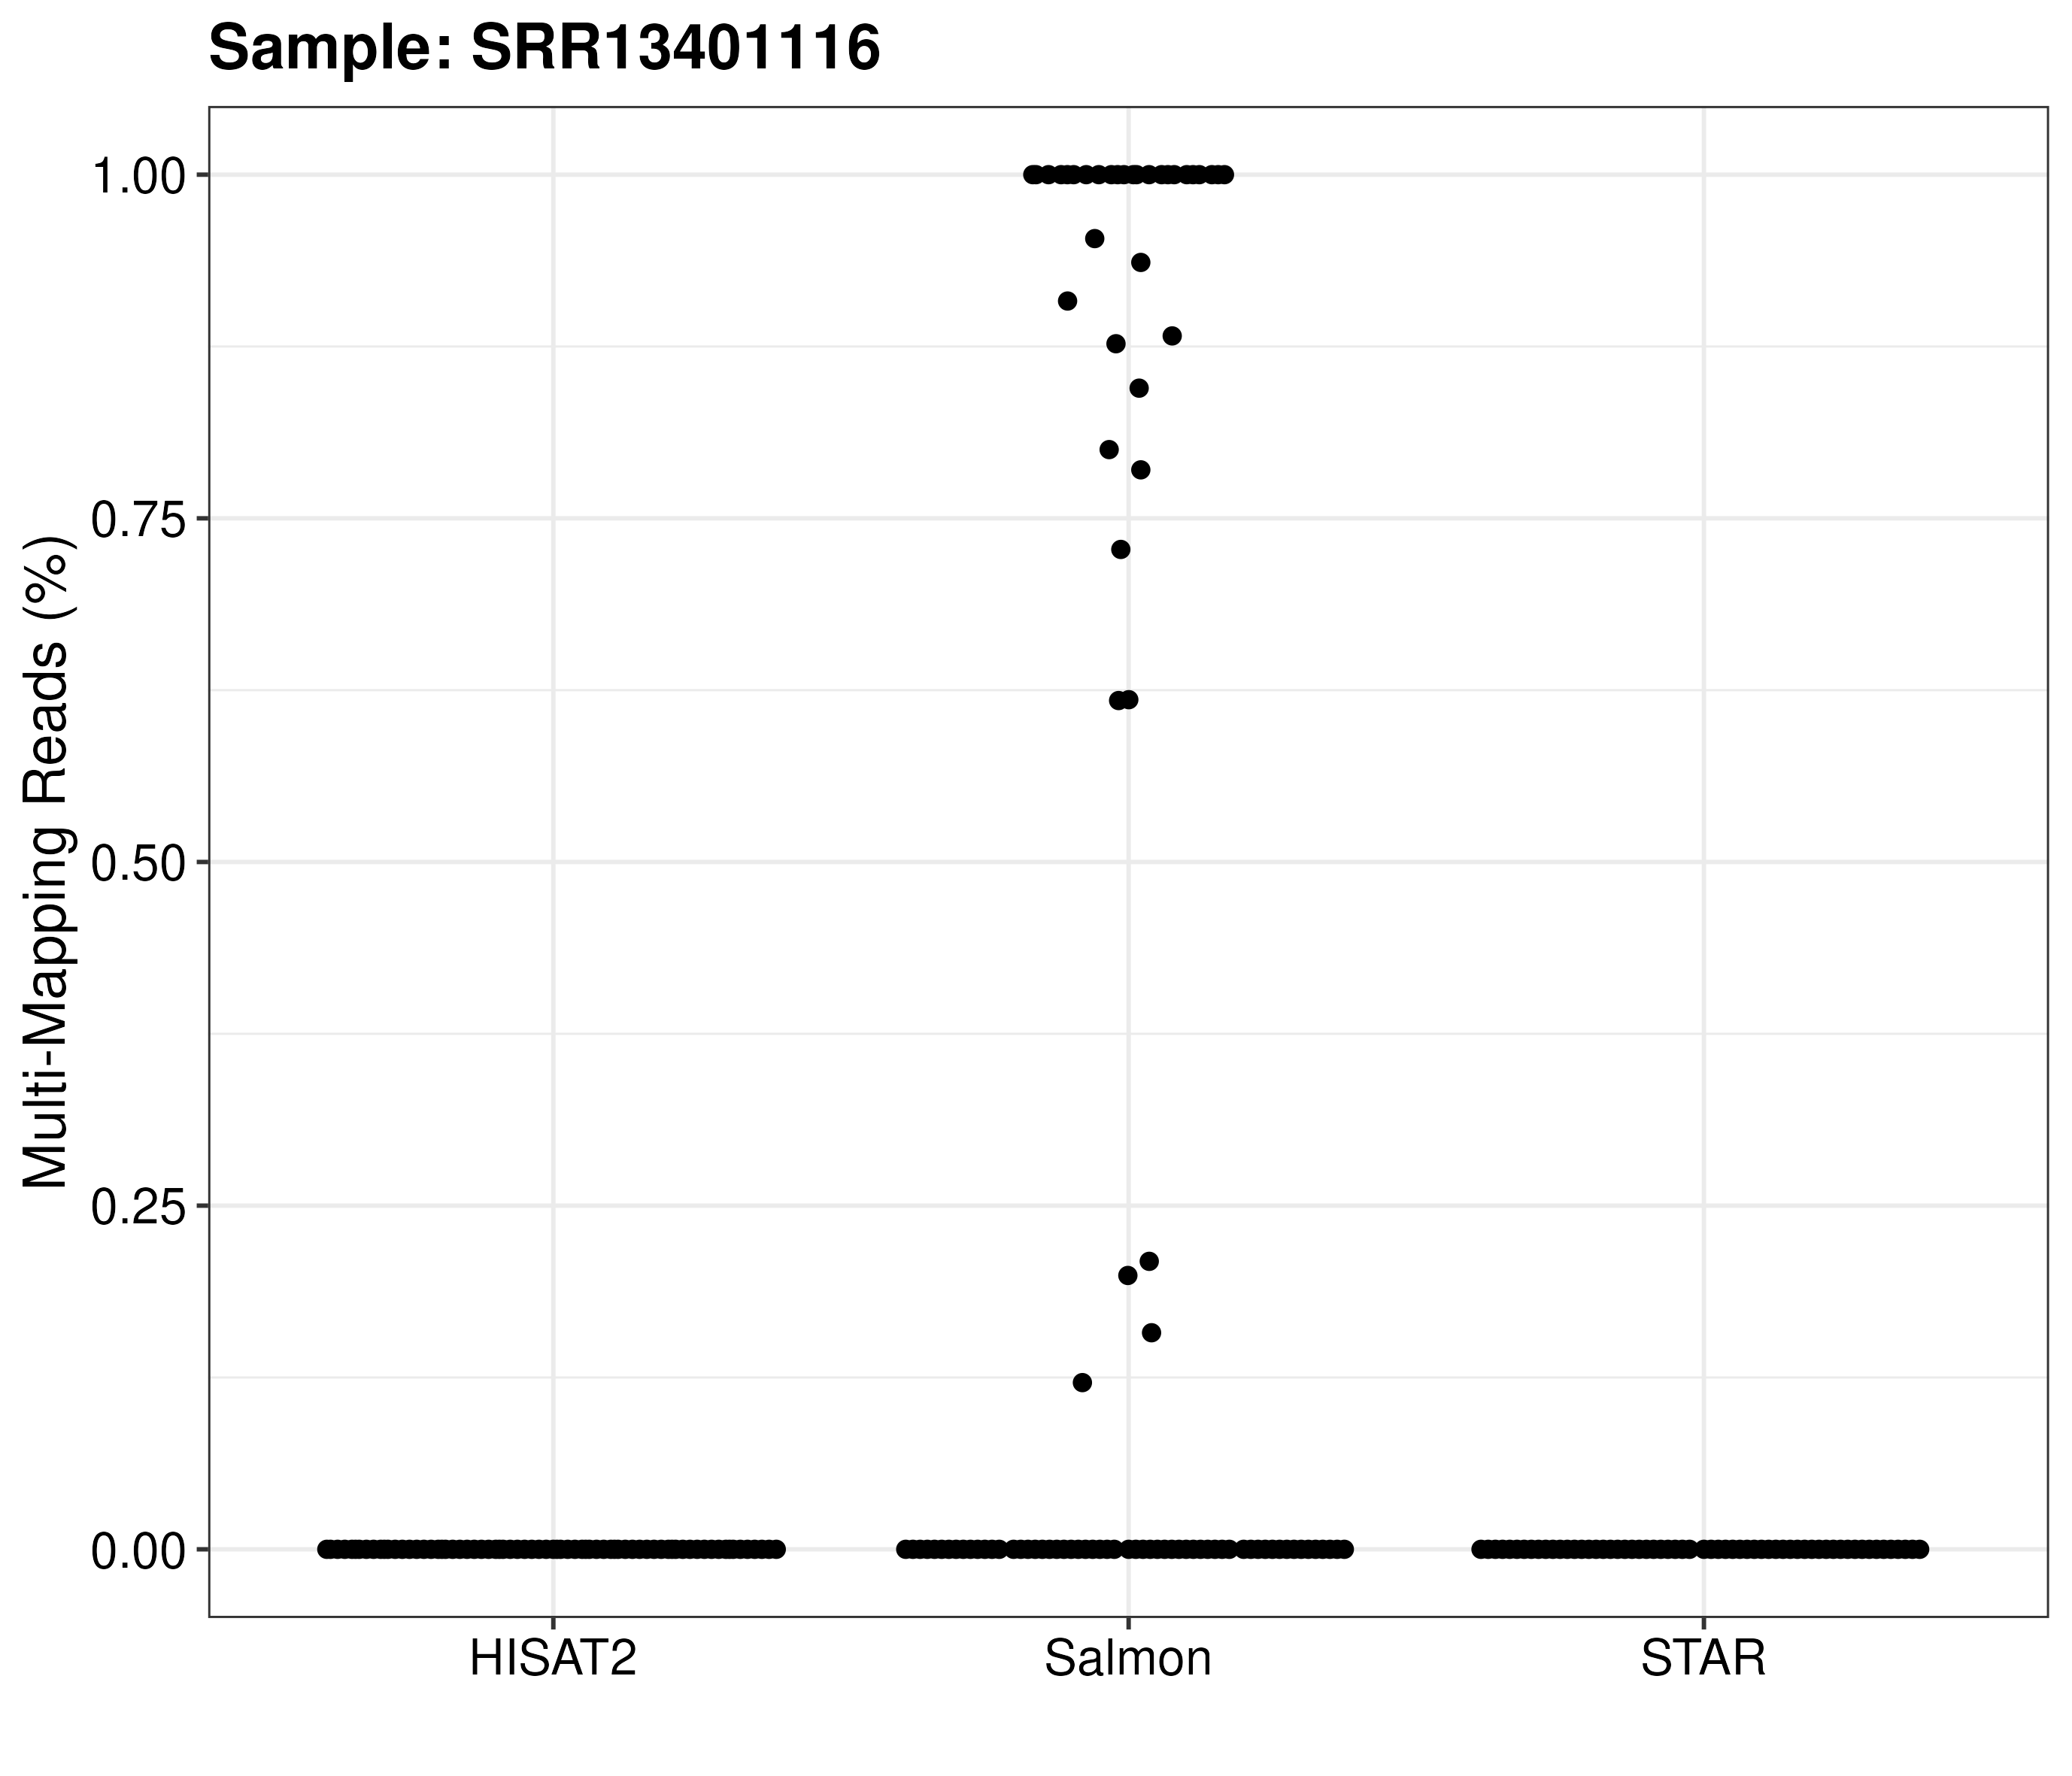 Sample: SRR13401116
Multi-Mapping Reads (%)
1.00
0.75
0.50
0.25
0.00
HISAT2
Salmon
STAR